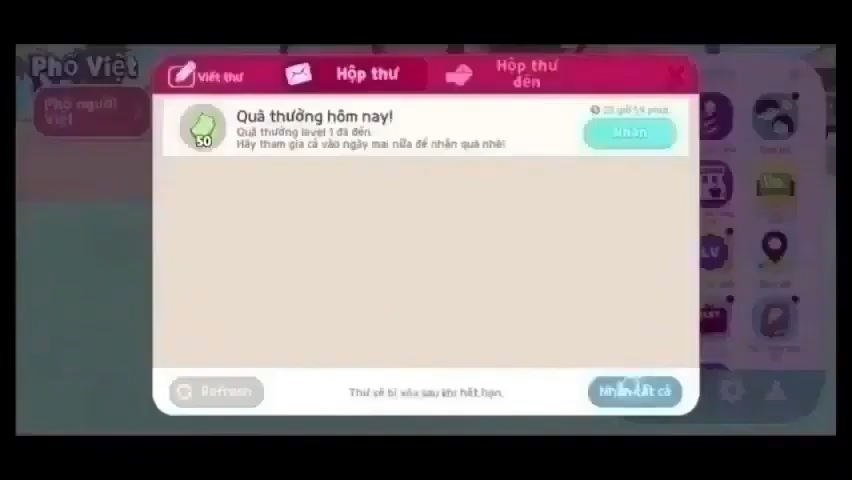 Phố Việt
Phố người
Việt
Viết thư
Hộp thư
Hộp thư
đến
Quà thưởng hôm nay!
Quà thưởng level 1 đã đến.
Hãy tham gia cả vào ngày mai nữa để nhận quà nhé!
50
Nhận
LV
Refresh
Thư sẽ bị xóa sau khi hết hạn.
Nhận tất cả